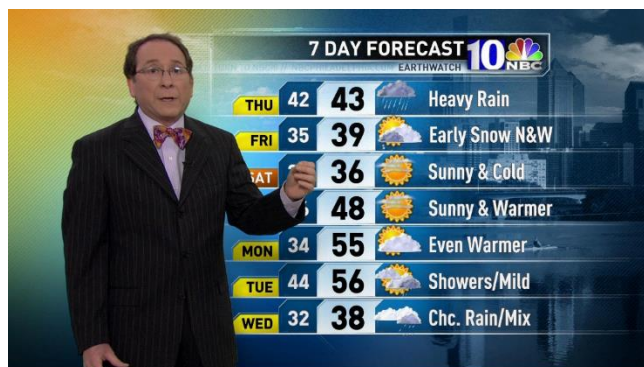 7 DAY FORECAST 10
EARTHWATCH NBC
THU 42 43 Heavy Rain
FRI 35 39 Early Snow N&W
SAT 36 Sunny & Cold
48 Sunny & Warmer
MON 34 55 Even Warmer
TUE 44 56 Showers/Mild
WED 32 38 Chc. Rain/Mix